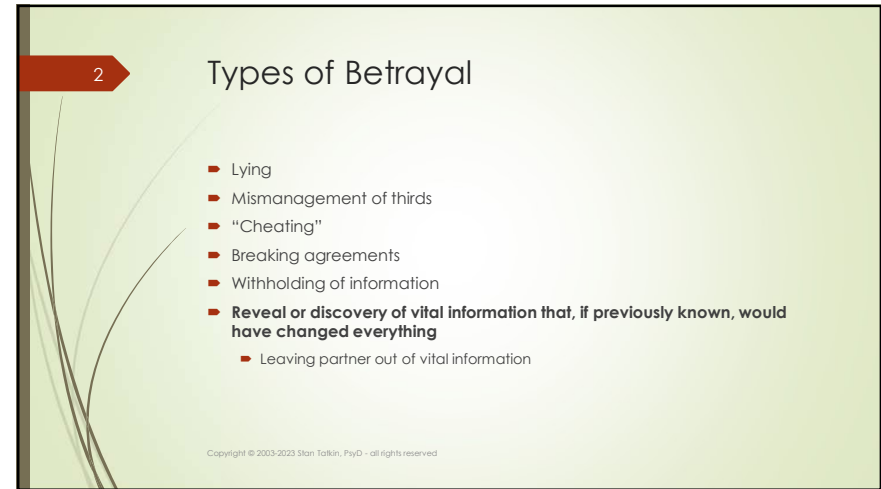 2
Types of Betrayal
Lying
Mismanagement of thirds
“Cheating”
Breaking agreements
Withholding of information
Reveal or discovery of vital information that, if previously known, would
have changed everything
Leaving partner out of vital information
Copyright © 2003-2023 Stan Tatkin, PsyD - all rights reserved